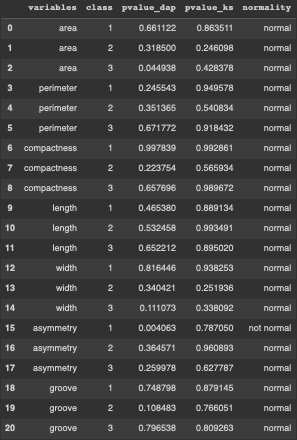 variables class pvalue_dap pvalue_ks normality
0 area 1 0.661122 0.863511 normal
1 area 2 0.318500 0.246098 normal
2 area 3 0.044938 0.428378 normal
3 perimeter 1 0.245543 0.949578 normal
4 perimeter 2 0.351365 0.540834 normal
5 perimeter 3 0.671772 0.918432 normal
6 compactness 1 0.997839 0.992861 normal
7 compactness 2 0.223754 0.565934 normal
8 compactness 3 0.657696 0.989672 normal
9 length 1 0.465380 0.889134 normal
10 length 2 0.532458 0.993491 normal
11 length 3 0.652212 0.895020 normal
12 width 1 0.816446 0.938253 normal
13 width 2 0.340421 0.251936 normal
14 width 3 0.111073 0.338092 normal
15 asymmetry 1 0.004063 0.787050 not normal
16 asymmetry 2 0.364571 0.960893 normal
17 asymmetry 3 0.259978 0.627787 normal
18 groove 1 0.748798 0.879145 normal
19 groove 2 0.108483 0.766051 normal
20 groove 3 0.796538 0.809263 normal